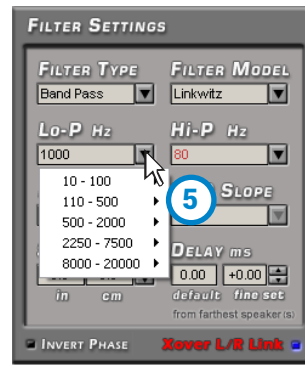 FILTER SETTINGS
FILTER TYPE FILTER MODEL
Band Pass Linkwitz
LO-P HZ HI-P HZ
1000 80
10 - 100
110 - 500
500 - 2000
2250 - 7500
8000 - 20000
5
SLOPE
DELAY ms
0.00 +0.00
in cm default fine set
from farthest speaker(s)
INVERT PHASE Xover L/R Link